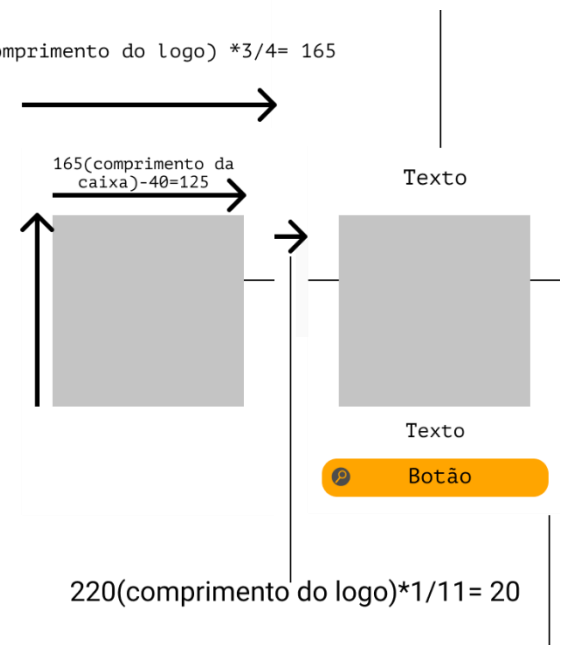 omprimento do logo) *3/4= 165
165(comprimento da
caixa)-40=125
Texto
Texto
Botão
220(comprimento do logo)*1/11= 20